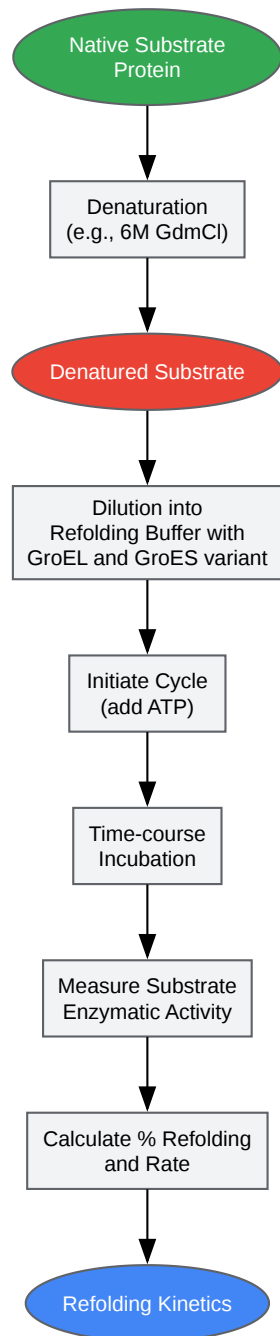 Native Substrate
Protein
Denaturation
(e.g., 6M GdmCl)
Denatured Substrate
Dilution into
Refolding Buffer with
GroEL and GroES variant
Initiate Cycle
(add ATP)
Time-course
Incubation
Measure Substrate
Enzymatic Activity
Calculate % Refolding
and Rate
Refolding Kinetics